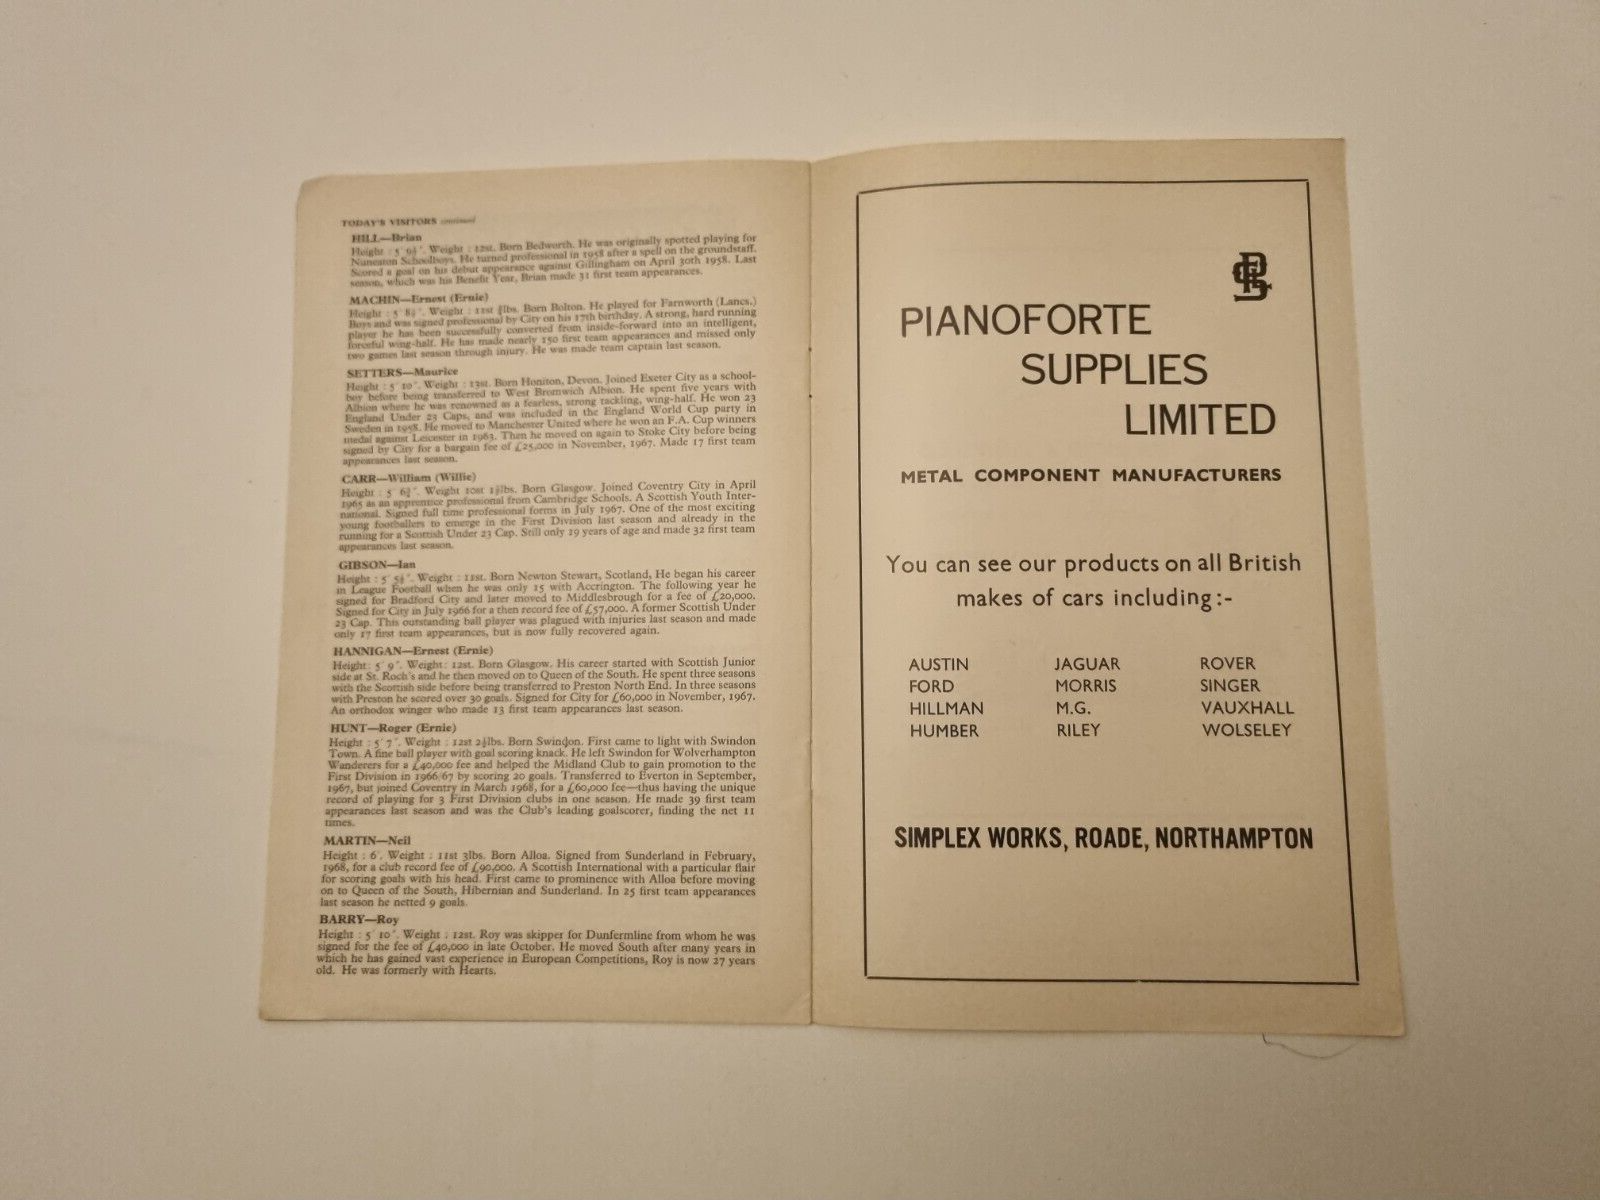 TODAY'S VISITORS continued
HILL—Brian
Height : 5' 9½". Weight : 12st. Born Bedworth. He was originally spotted playing for
Nuneaton Schoolboys. He turned professional in 1958 after a spell on the groundstaff.
Scored a goal on his debut appearance against Gillingham on April 30th 1958. Last
season, which was his Benefit Year, Brian made 31 first team appearances.
MACHIN—Ernest (Ernie)
Height : 5' 8½". Weight : 11st lbs. Born Bolton. He played for Farnworth (Lancs.)
Boys and was signed professional by City on his 17th birthday. A strong, hard running
player he has been successfully converted from inside-forward into an intelligent,
forceful wing-half. He has made nearly 150 first team appearances and missed only
two games last season through injury. He was made team captain last season.
SETTERS—Maurice
Height : 5' 10". Weight : 13st. Born Honiton, Devon. Joined Exeter City as a school-
boy before being transferred to West Bromwich Albion. He spent five years with
Albion where he was renowned as a fearless, strong tackling, wing-half. He won 23
England Under 23 Caps, and was included in the England World Cup party in
Sweden in 1958. He moved to Manchester United where he won an F.A. Cup winners
medal against Leicester in 1963. Then he moved on again to Stoke City before being
signed by City for a bargain fee of £25,000 in November, 1967. Made 17 first team
appearances last season.
CARR—William (Willie)
Height : 5' 6¾". Weight 10st 1½lbs. Born Glasgow. Joined Coventry City in April
1965 as an apprentice professional from Cambridge Schools. A Scottish Youth Inter-
national. Signed full time professional forms in July 1967. One of the most exciting
young footballers to emerge in the First Division last season and already in the
running for a Scottish Under 23 Cap. Still only 19 years of age and made 32 first team
appearances last season.
GIBSON—Ian
Height : 5' 5½". Weight : 11st. Born Newton Stewart, Scotland, He began his career
in League Football when he was only 15 with Accrington. The following year he
signed for Bradford City and later moved to Middlesbrough for a fee of £20,000.
Signed for City in July 1966 for a then record fee of £57,000. A former Scottish Under
23 Cap. This outstanding ball player was plagued with injuries last season and made
only 17 first team appearances, but is now fully recovered again.
HANNIGAN—Ernest (Ernie)
Height: 5' 9". Weight: 12st. Born Glasgow. His career started with Scottish Junior
side at St. Roch's and he then moved on to Queen of the South. He spent three seasons
with the Scottish side before being transferred to Preston North End. In three seasons
with Preston he scored over 30 goals. Signed for City for £60,000 in November, 1967.
An orthodox winger who made 13 first team appearances last season.
HUNT—Roger (Ernie)
Height : 5' 7". Weight : 12st 2½lbs. Born Swindon. First came to light with Swindon
Town. A fine ball player with goal scoring knack. He left Swindon for Wolverhampton
Wanderers for a £40,000 fee and helped the Midland Club to gain promotion to the
First Division in 1966/67 by scoring 20 goals. Transferred to Everton in September,
1967, but joined Coventry in March 1968, for a £60,000 fee—thus having the unique
record of playing for 3 First Division clubs in one season. He made 39 first team
appearances last season and was the Club's leading goalscorer, finding the net 11
times.
MARTIN—Neil
Height : 6'. Weight : 11st 3lbs. Born Alloa. Signed from Sunderland in February,
1968, for a club record fee of £90,000. A Scottish International with a particular flair
for scoring goals with his head. First came to prominence with Alloa before moving
on to Queen of the South, Hibernian and Sunderland. In 25 first team appearances
last season he netted 9 goals.
BARRY—Roy
Height : 5' 10". Weight : 12st. Roy was skipper for Dunfermline from whom he was
signed for the fee of £40,000 in late October. He moved South after many years in
which he has gained vast experience in European Competitions, Roy is now 27 years
old. He was formerly with Hearts.
PIANOFORTE
SUPPLIES
LIMITED
METAL COMPONENT MANUFACTURERS
You can see our products on all British
makes of cars including:-
AUSTIN JAGUAR ROVER
FORD MORRIS SINGER
HILLMAN M.G. VAUXHALL
HUMBER RILEY WOLSELEY
SIMPLEX WORKS, ROADE, NORTHAMPTON